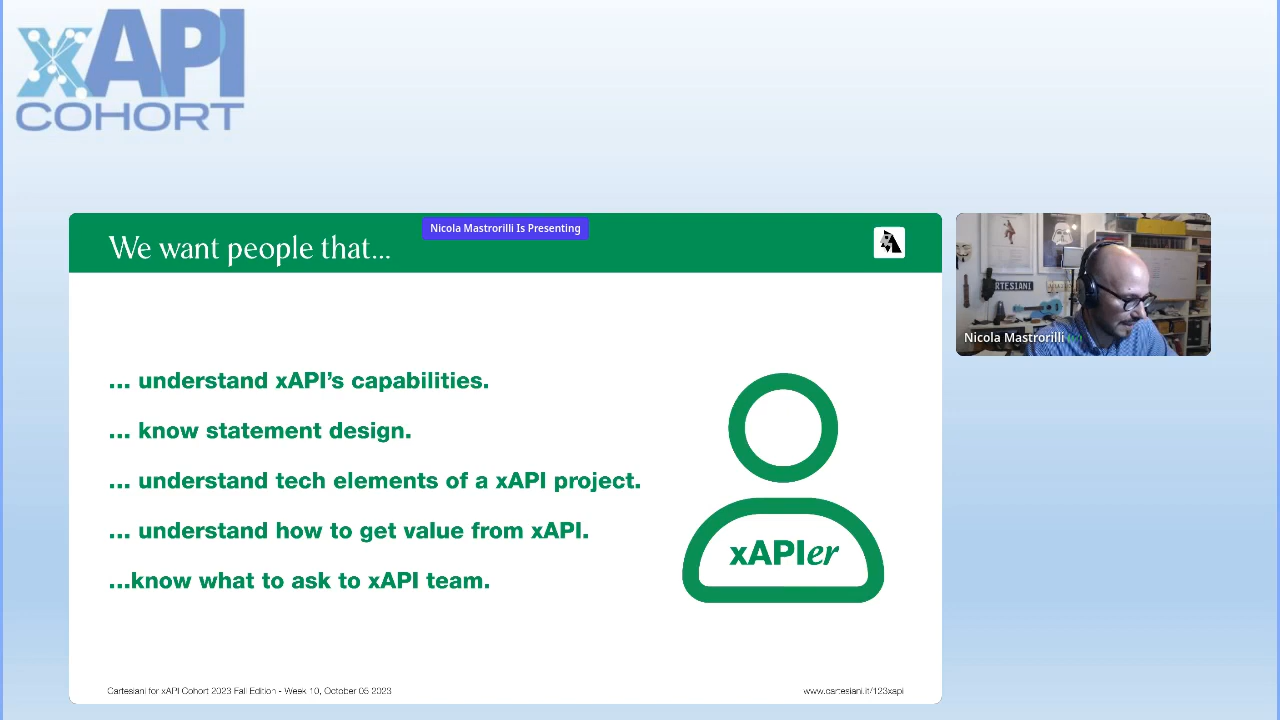 xAPI
COHORT
Nicola Mastrorilli Is Presenting
We want people that...
... understand xAPI’s capabilities.
... know statement design.
... understand tech elements of a xAPI project.
... understand how to get value from xAPI.
...know what to ask to xAPI team.
xAPIer
RTESIANI
Nicola Mastrorilli
Cartesiani for xAPI Cohort 2023 Fall Edition - Week 10, October 05 2023
www.cartesiani.it/123xapi